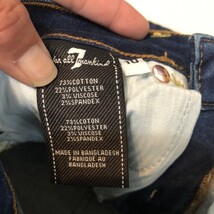 7
for all mankind
73%COTTON
22%POLYESTER
3%VISCOSE
2%SPANDEX
73%COTON
22%POLYESTER
3%VISCOSE
2%SPANDEX
MADE IN BANGLADESH
FABRIQUÉ AU
BANGLADESH